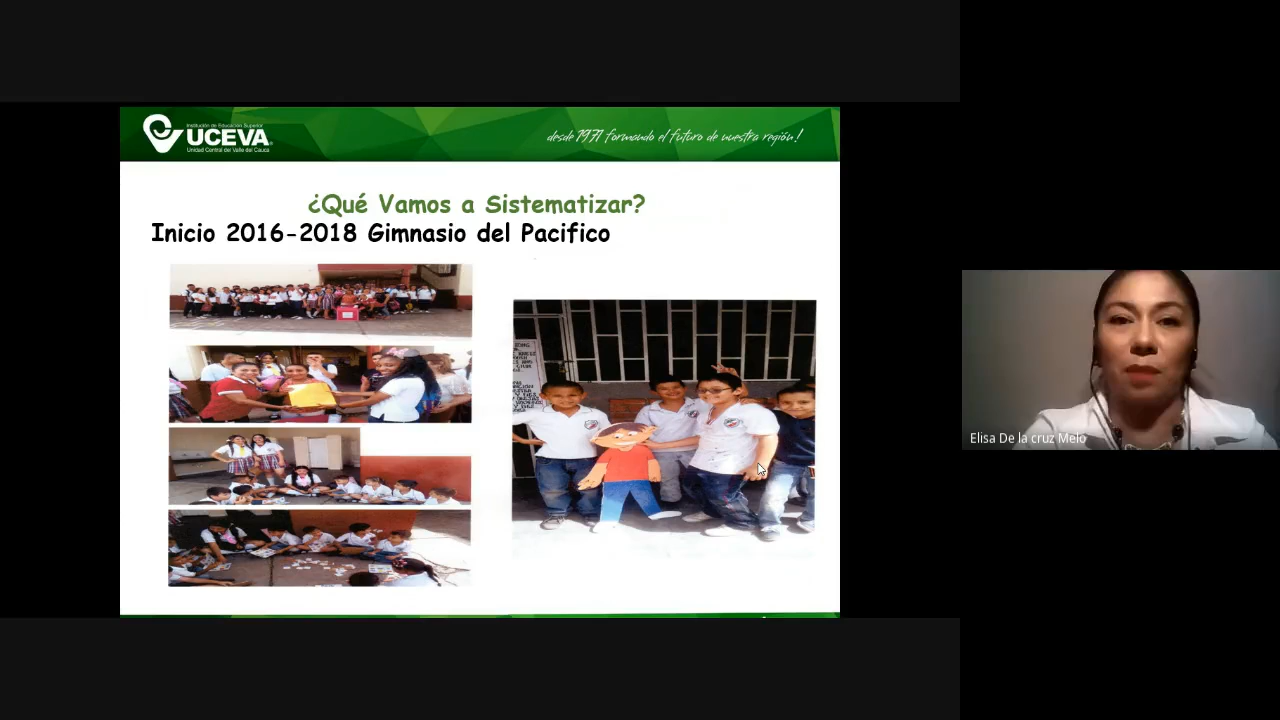 Institución de Educación Superior
UCEVA
Unidad Central del Valle del Cauca
desde 1971 formando el futuro de nuestra región!
¿Qué Vamos a Sistematizar?
Inicio 2016-2018 Gimnasio del Pacifico
Elisa De la cruz Melo